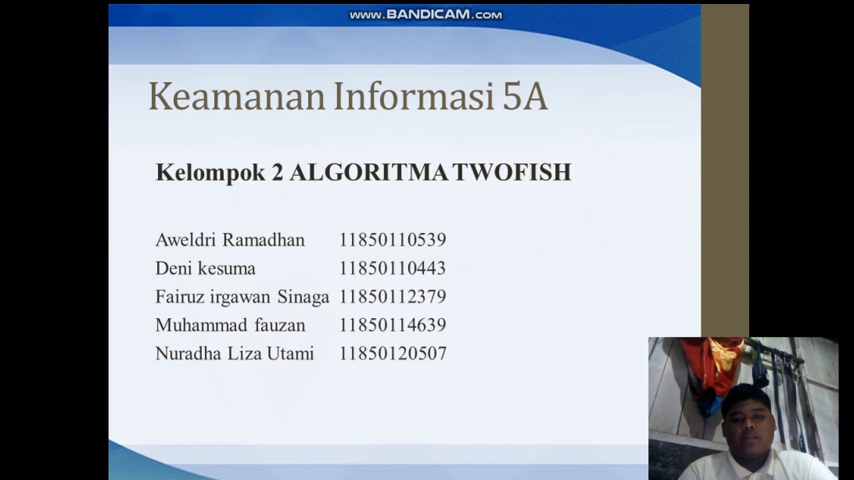 www.BANDICAM.com
Keamanan Informasi 5A
Kelompok 2 ALGORITMA TWOFISH
Aweldri Ramadhan 11850110539
Deni kesuma 11850110443
Fairuz irgawan Sinaga 11850112379
Muhammad fauzan 11850114639
Nuradha Liza Utami 11850120507